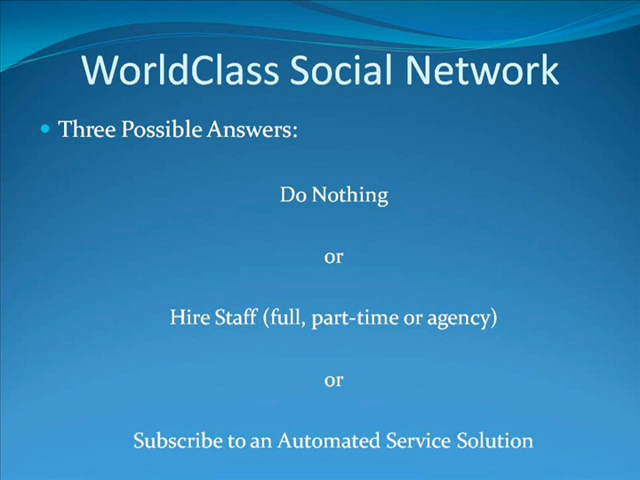 WorldClass Social Network
• Three Possible Answers:
Do Nothing
or
Hire Staff (full, part-time or agency)
or
Subscribe to an Automated Service Solution